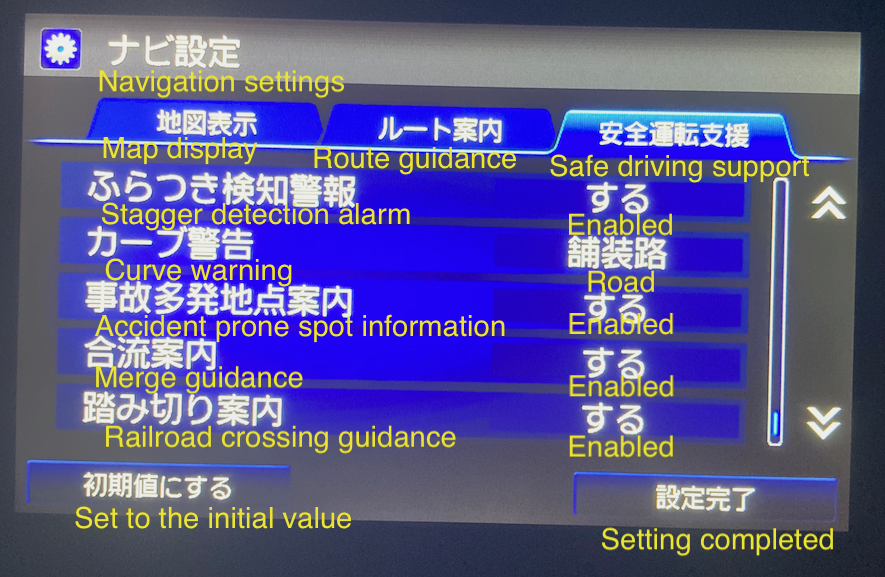 ナビ設定
Navigation settings
地図表示 ルート案内 安全運転支援
Map display Route guidance Safe driving support
ふらつき検知警報 する
Stagger detection alarm Enabled
カーブ警告 舗装路
Curve warning Road
事故多発地点案内 する
Accident prone spot information Enabled
合流案内 する
Merge guidance Enabled
踏み切り案内 する
Railroad crossing guidance Enabled
初期値にする 設定完了
Set to the initial value Setting completed